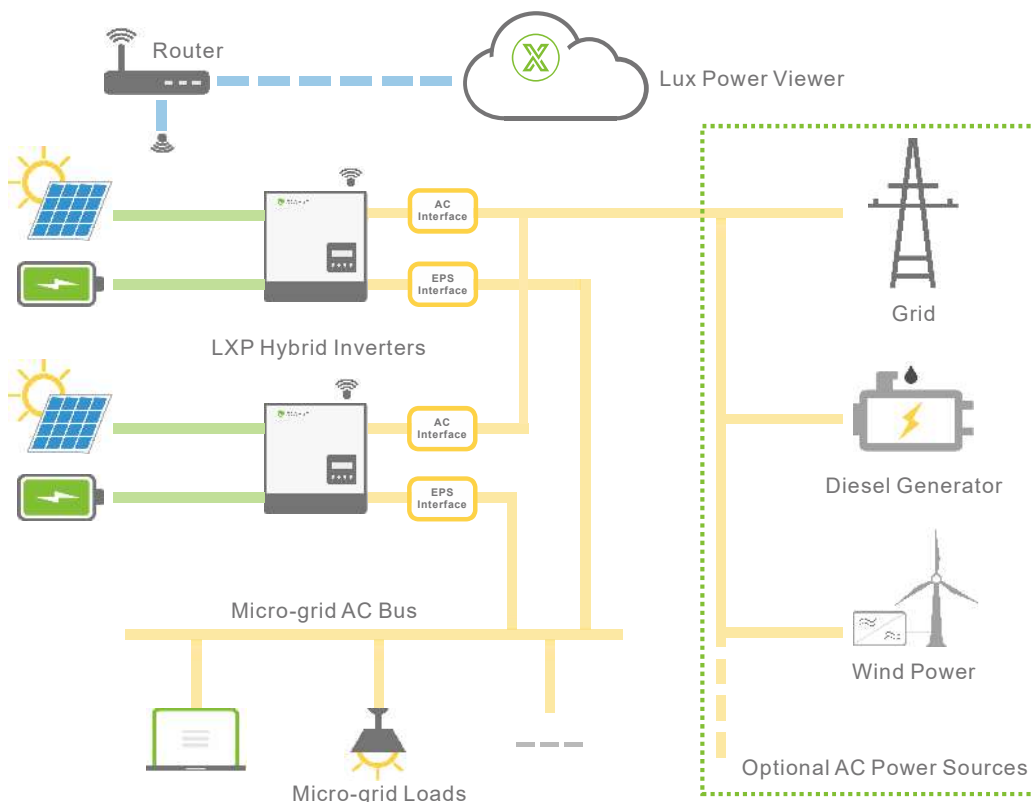 Router
Lux Power Viewer
AC
Interface
EPS
Interface
Grid
LXP Hybrid Inverters
AC
Interface
EPS
Interface
Diesel Generator
Micro-grid AC Bus
Wind Power
Optional AC Power Sources
Micro-grid Loads